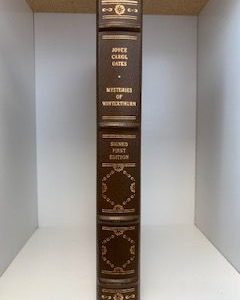 JOYCE
CAROL
OATES
MYSTERIES
OF
WINTERTHURN
SIGNED
FIRST
EDITION